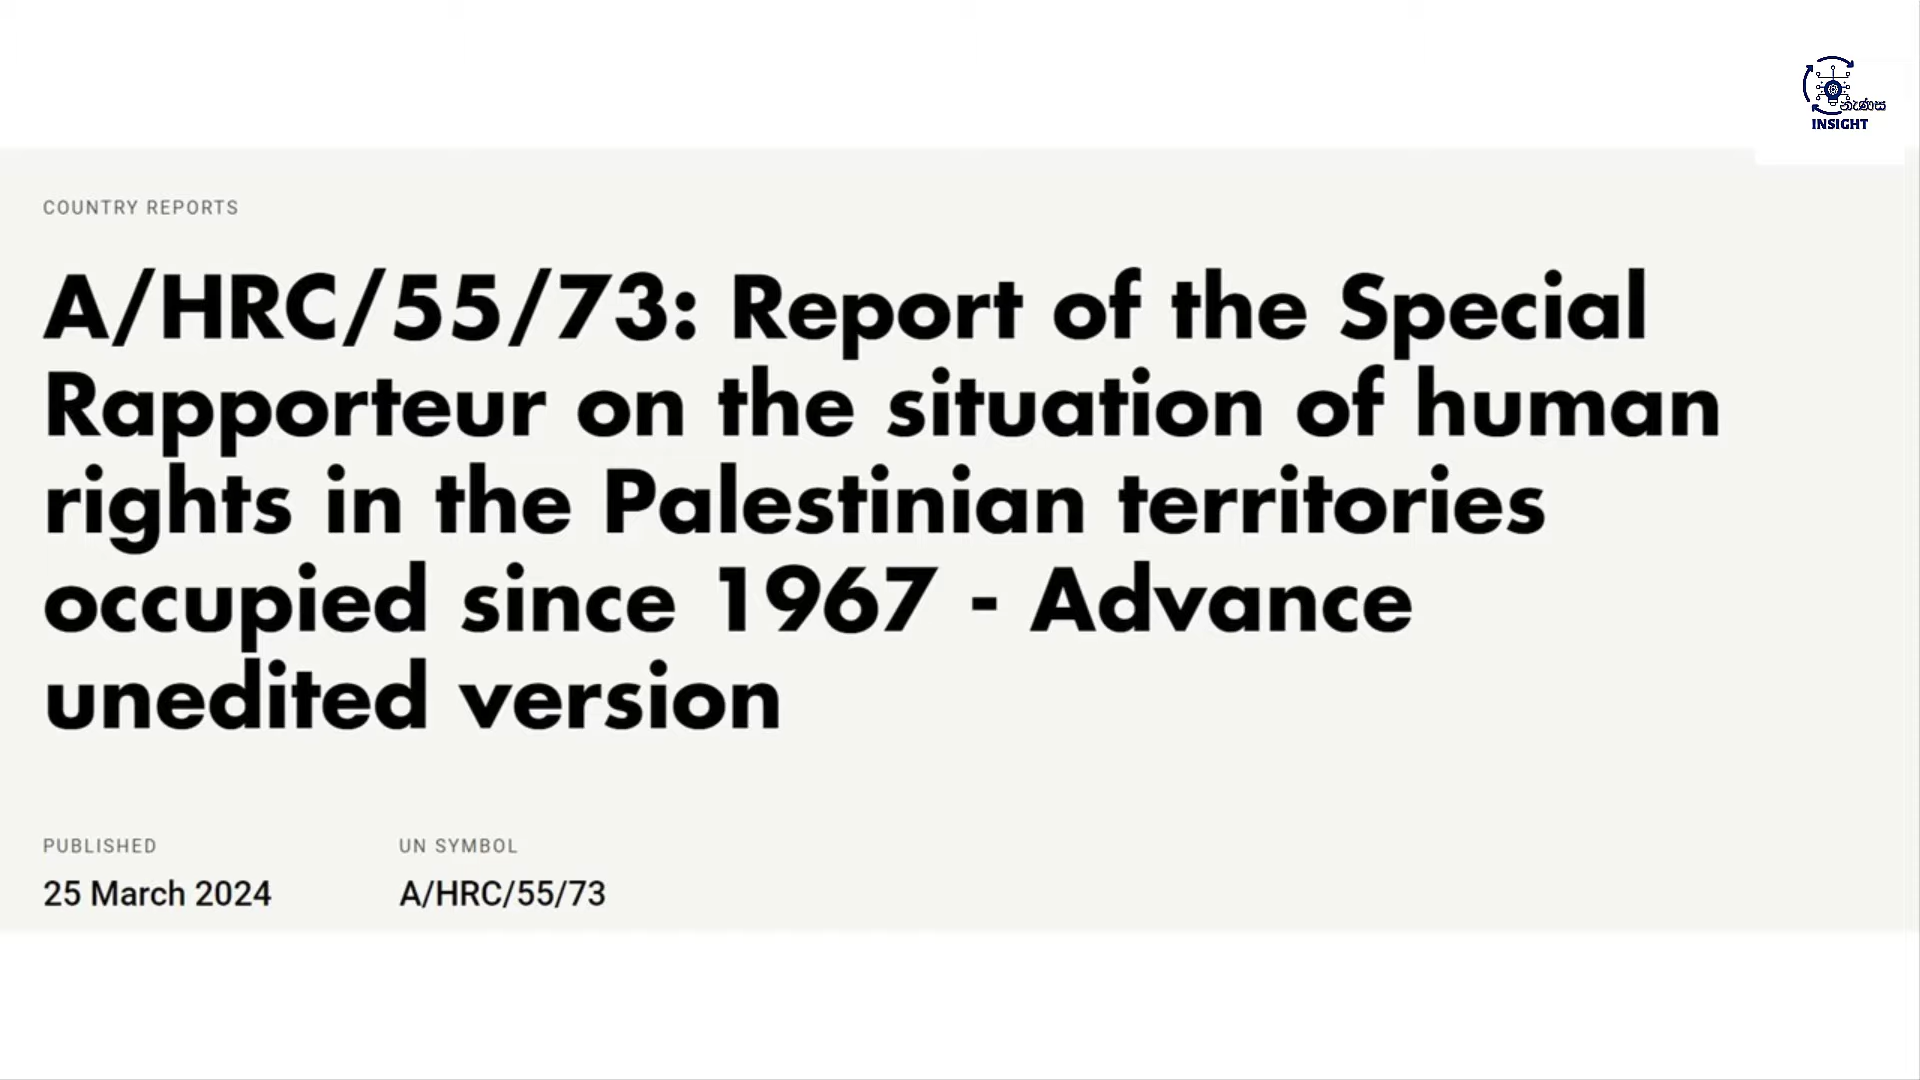 නැණස
INSIGHT
COUNTRY REPORTS
A/HRC/55/73: Report of the Special
Rapporteur on the situation of human
rights in the Palestinian territories
occupied since 1967 - Advance
unedited version
PUBLISHED
UN SYMBOL
25 March 2024
A/HRC/55/73